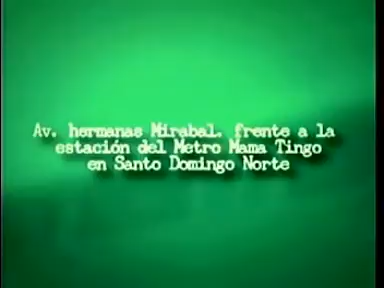 Av. hermanas Mirabal, frente a la
estación del Metro Mama Tingo
en Santo Domingo Norte